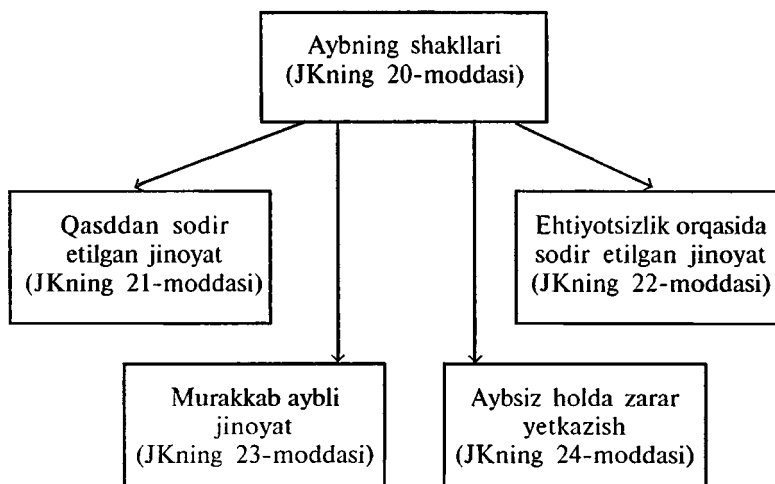 Aybning shakllari
(JKning 20-moddasi)
Qasddan sodir
etilgan jinoyat
(JKning 21-moddasi)
Ehtiyotsizlik orqasida
sodir etilgan jinoyat
(JKning 22-moddasi)
Murakkab aybli
jinoyat
(JKning 23-moddasi)
Aybsiz holda zarar
yetkazish
(JKning 24-moddasi)